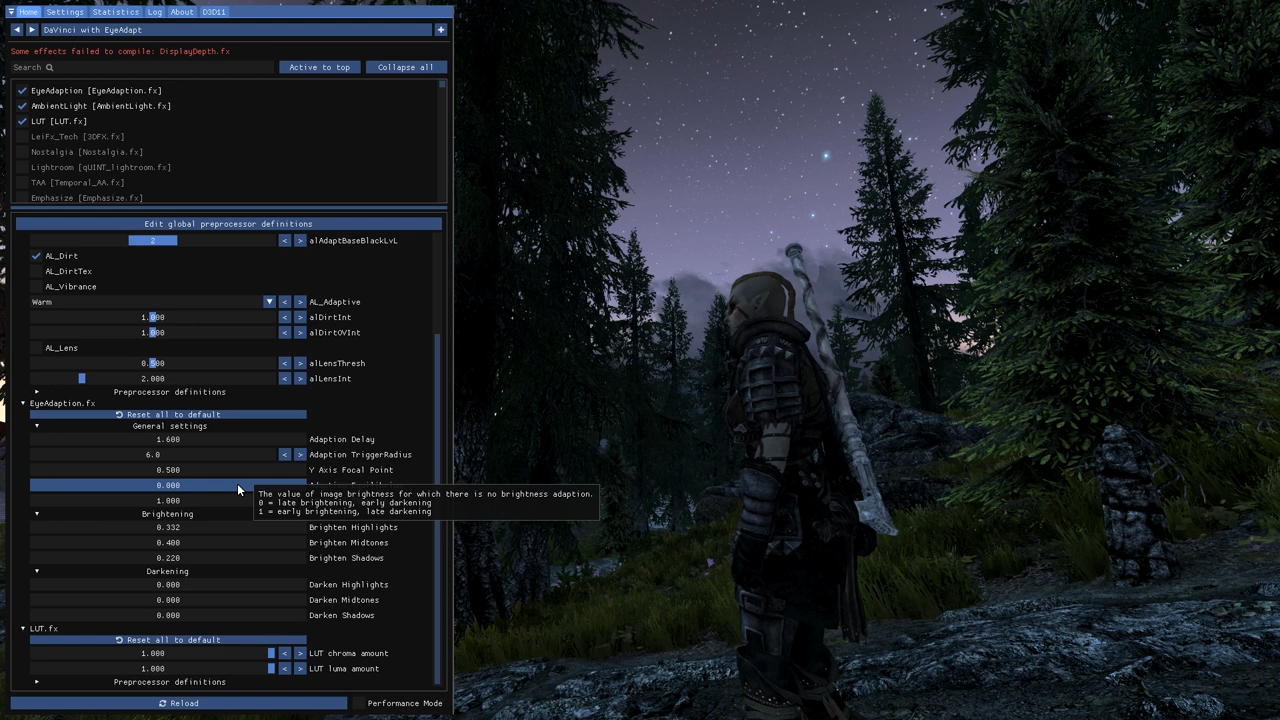 Home Settings Statistics Log About D3D11
DaVinci with EyeAdapt +
Some effects failed to compile: DisplayDepth.fx
Search Active to top Collapse all
EyeAdaption [EyeAdaption.fx]
AmbientLight [AmbientLight.fx]
LUT [LUT.fx]
LeiFx_Tech [3DFX.fx]
Nostalgia [Nostalgia.fx]
Lightroom [qUINT_lightroom.fx]
TAA [Temporal_AA.fx]
Emphasize [Emphasize.fx]
Edit global preprocessor definitions
2 < > alAdaptBaseBlackLvL
AL_Dirt
AL_DirtTex
AL_Vibrance
Warm < > AL_Adaptive
1.000 < > alDirtInt
1.000 < > alDirtOVInt
AL_Lens
0.500 < > alLensThresh
2.000 < > alLensInt
Preprocessor definitions
EyeAdaption.fx
Reset all to default
General settings
1.600 Adaption Delay
6.0 < > Adaption TriggerRadius
0.500 Y Axis Focal Point
0.000
The value of image brightness for which there is no brightness adaption.
0 = late brightening, early darkening
1 = early brightening, late darkening
1.000
Brightening
0.332 Brighten Highlights
0.400 Brighten Midtones
0.220 Brighten Shadows
Darkening
0.000 Darken Highlights
0.000 Darken Midtones
0.000 Darken Shadows
LUT.fx
Reset all to default
1.000 < > LUT chroma amount
1.000 < > LUT luma amount
Preprocessor definitions
Reload Performance Mode